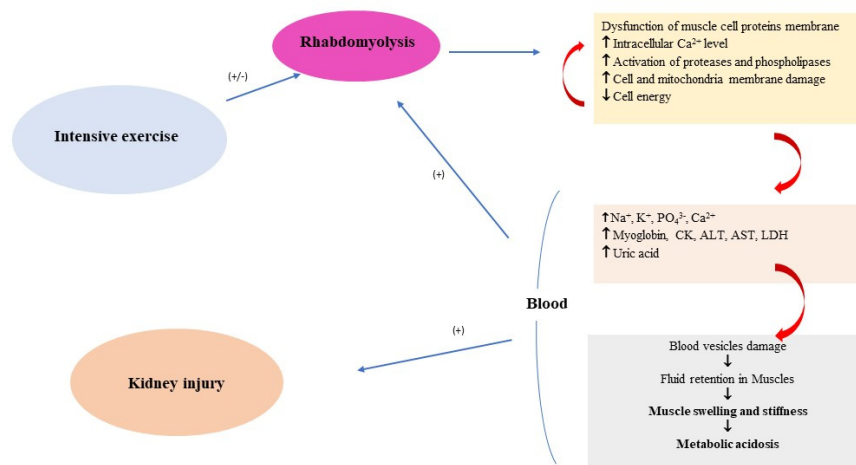 Rhabdomyolysis
(+/-)
Intensive exercise
Dysfunction of muscle cell proteins membrane
↑ Intracellular Ca²⁺ level
↑ Activation of proteases and phospholipases
↑ Cell and mitochondria membrane damage
↓ Cell energy
(+)
↑Na⁺, K⁺, PO₄³⁻, Ca²⁺
↑ Myoglobin, CK, ALT, AST, LDH
↑ Uric acid
Blood
(+)
Kidney injury
Blood vesicles damage
↓
Fluid retention in Muscles
↓
Muscle swelling and stiffness
↓
Metabolic acidosis